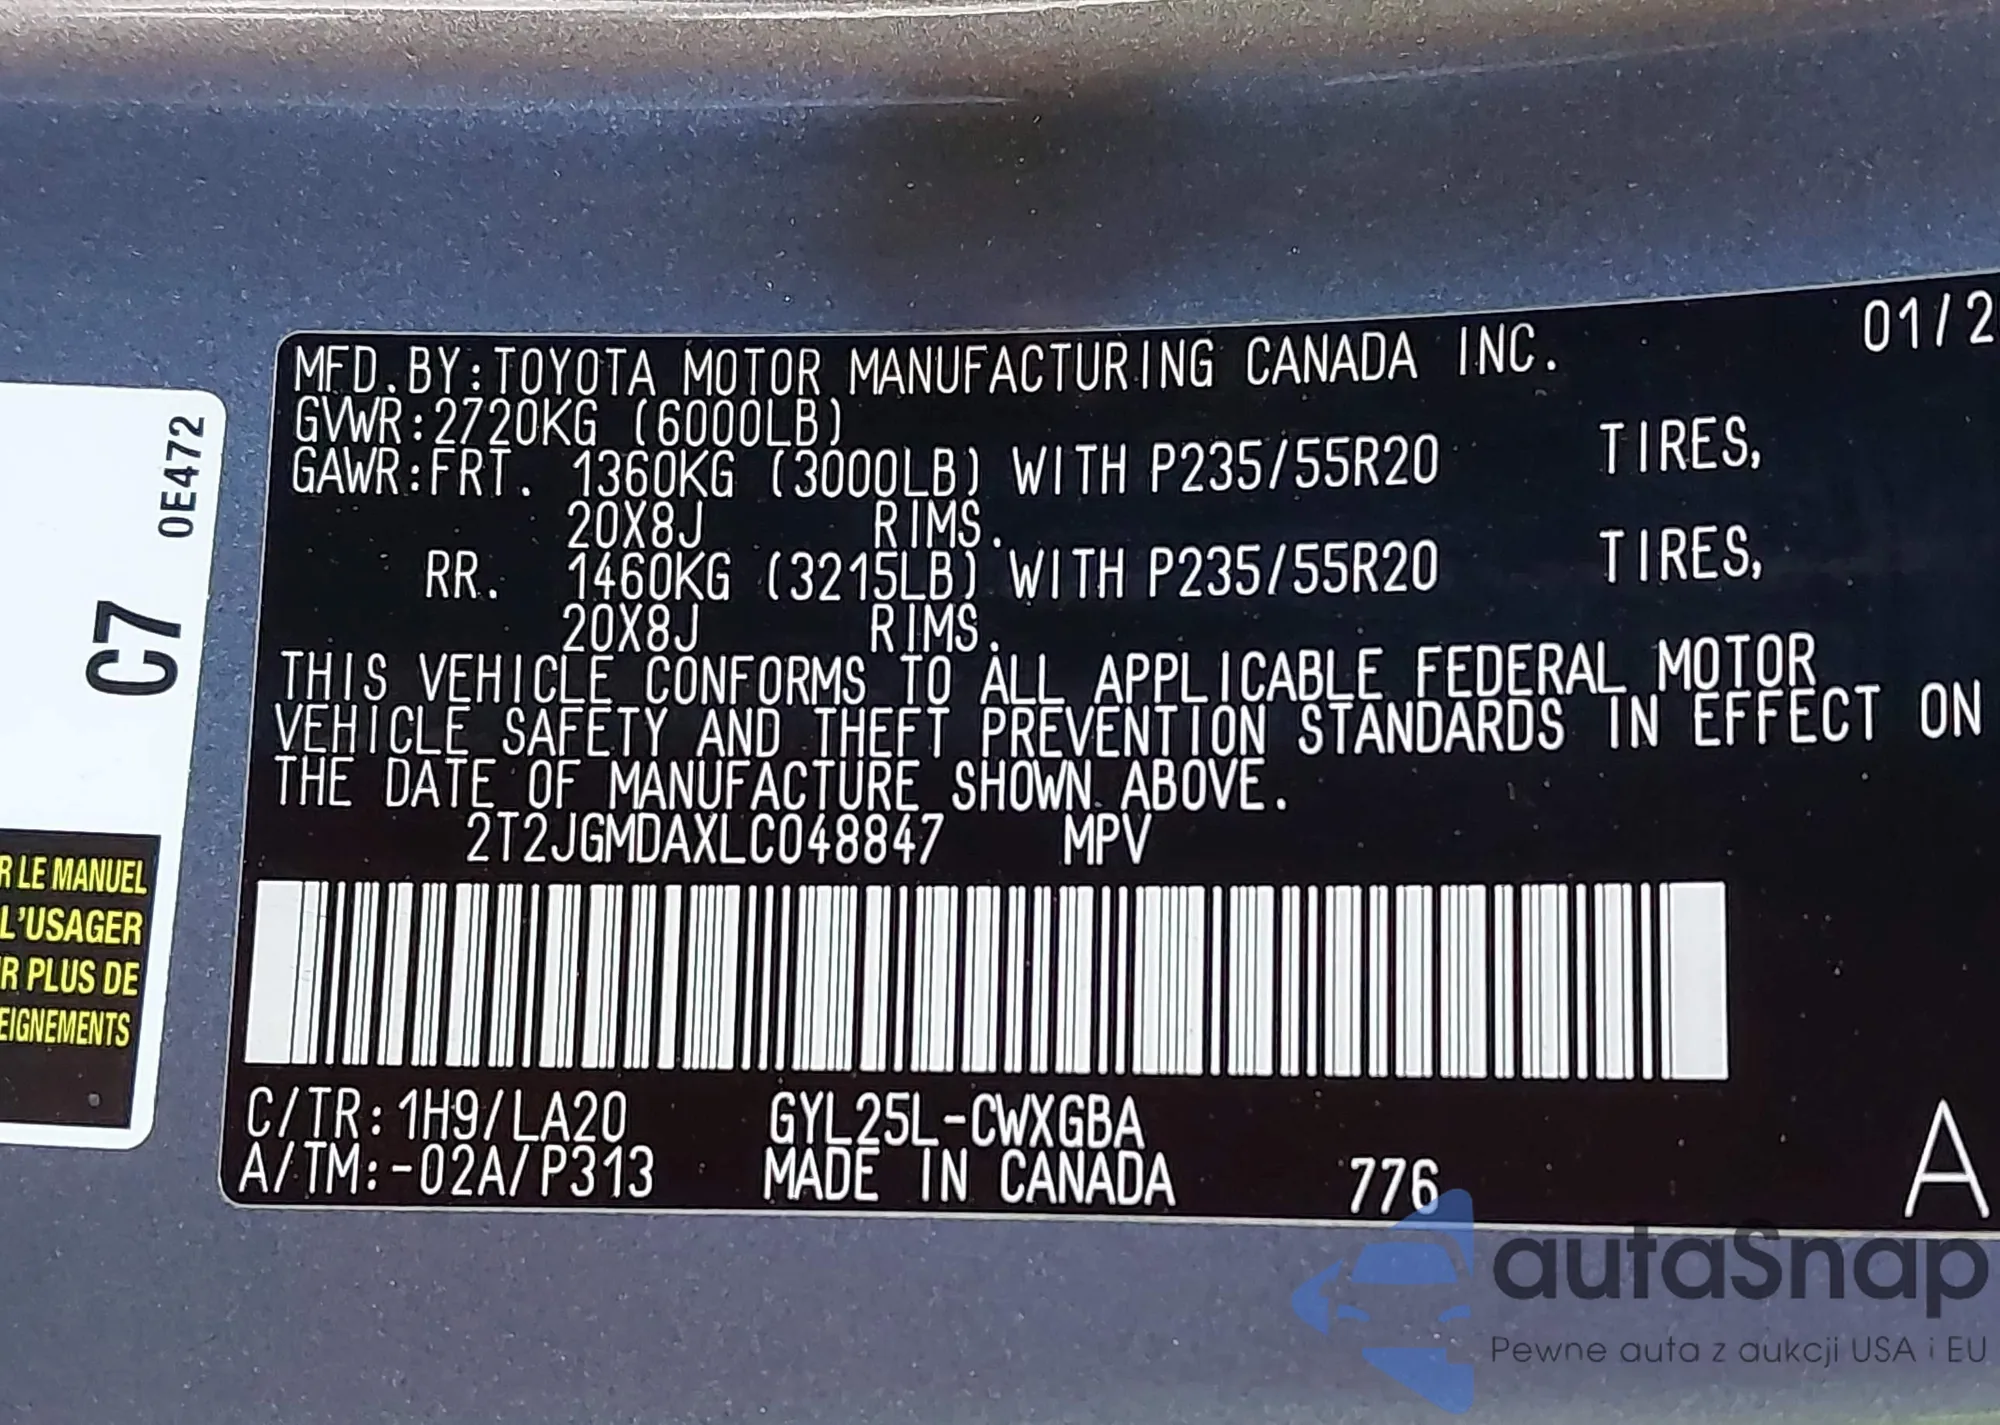 01/2
MFD.BY:TOYOTA MOTOR MANUFACTURING CANADA INC.
GVWR:2720KG (6000LB)
GAWR:FRT. 1360KG (3000LB) WITH P235/55R20 TIRES,
20X8J RIMS.
RR. 1460KG (3215LB) WITH P235/55R20 TIRES,
20X8J RIMS.
THIS VEHICLE CONFORMS TO ALL APPLICABLE FEDERAL MOTOR
VEHICLE SAFETY AND THEFT PREVENTION STANDARDS IN EFFECT ON
THE DATE OF MANUFACTURE SHOWN ABOVE.
2T2JGMDAXLC048847 MPV
C/TR:1H9/LA20 GYL25L-CWXGBA
A/TM:-02A/P313 MADE IN CANADA 776 A
0E472
C7
R LE MANUEL
L'USAGER
R PLUS DE
EIGNEMENTS
autaSnap
Pewne auta z aukcji USA i EU